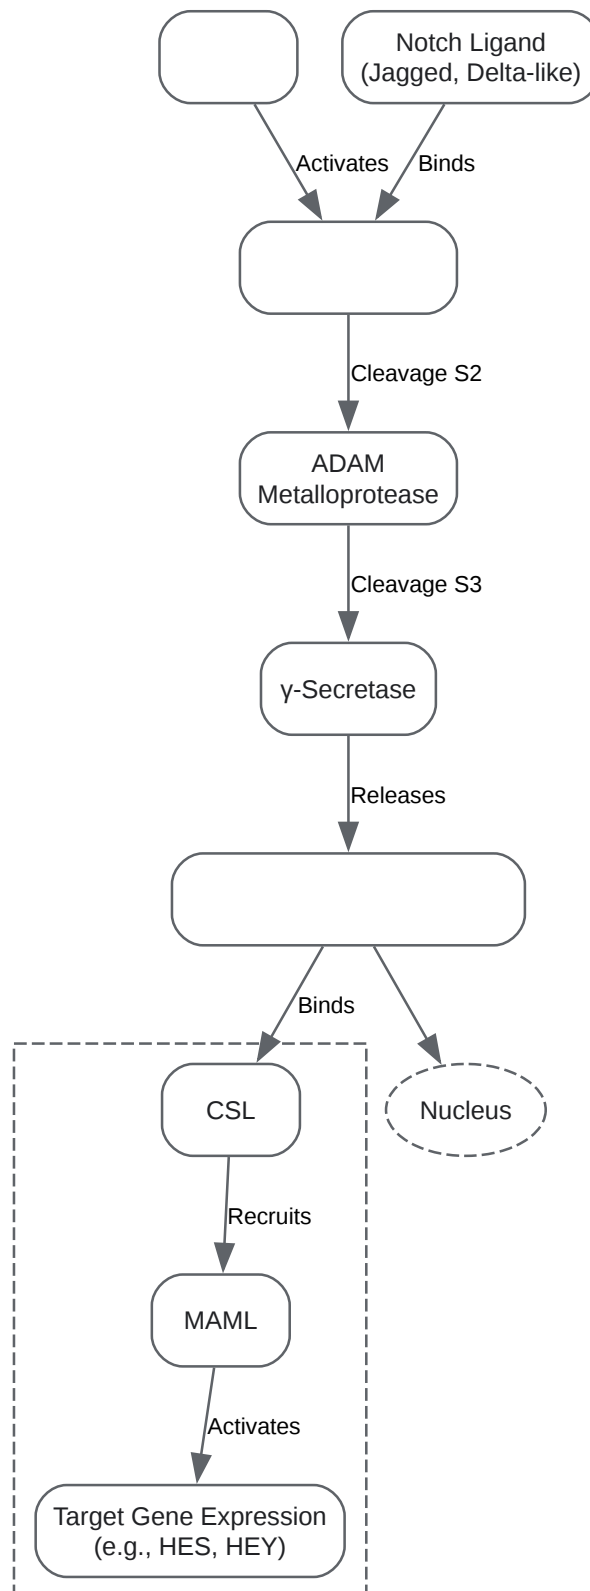 Notch Ligand
(Jagged, Delta-like)
Activates
Binds
Cleavage S2
ADAM
Metalloprotease
Cleavage S3
γ-Secretase
Releases
Binds
CSL
Nucleus
Recruits
MAML
Activates
Target Gene Expression
(e.g., HES, HEY)